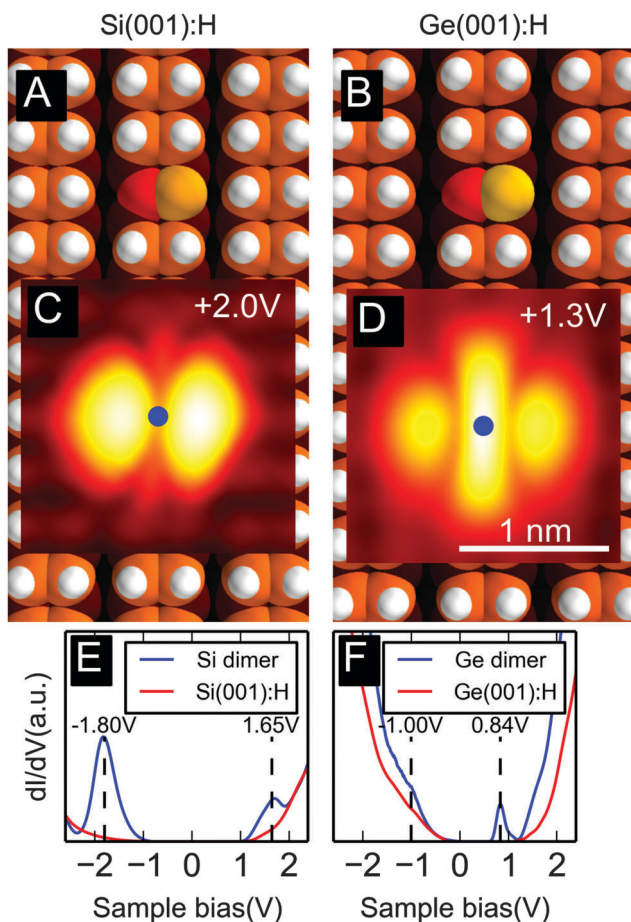 Si(001):H
Ge(001):H
A
B
C
+2.0V
D
+1.3V
1 nm
E
Si dimer
Si(001):H
-1.80V
1.65V
F
Ge dimer
Ge(001):H
-1.00V
0.84V
dI/dV(a.u.)
−2 −1 0 1 2
−2 −1 0 1 2
Sample bias(V)
Sample bias(V)